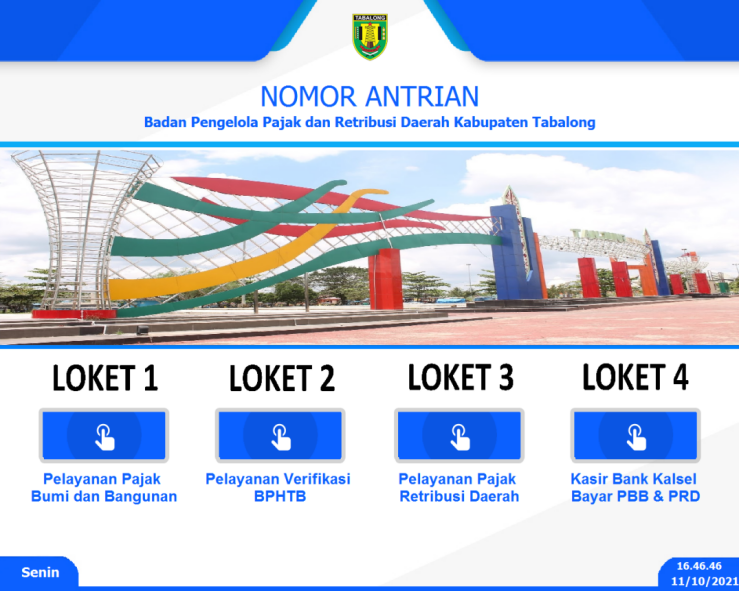 TABALONG
NOMOR ANTRIAN
Badan Pengelola Pajak dan Retribusi Daerah Kabupaten Tabalong
LOKET 1
LOKET 2
LOKET 3
LOKET 4
Pelayanan Pajak
Bumi dan Bangunan
Pelayanan Verifikasi
BPHTB
Pelayanan Pajak
Retribusi Daerah
Kasir Bank Kalsel
Bayar PBB & PRD
Senin
16.46.46
11/10/2021